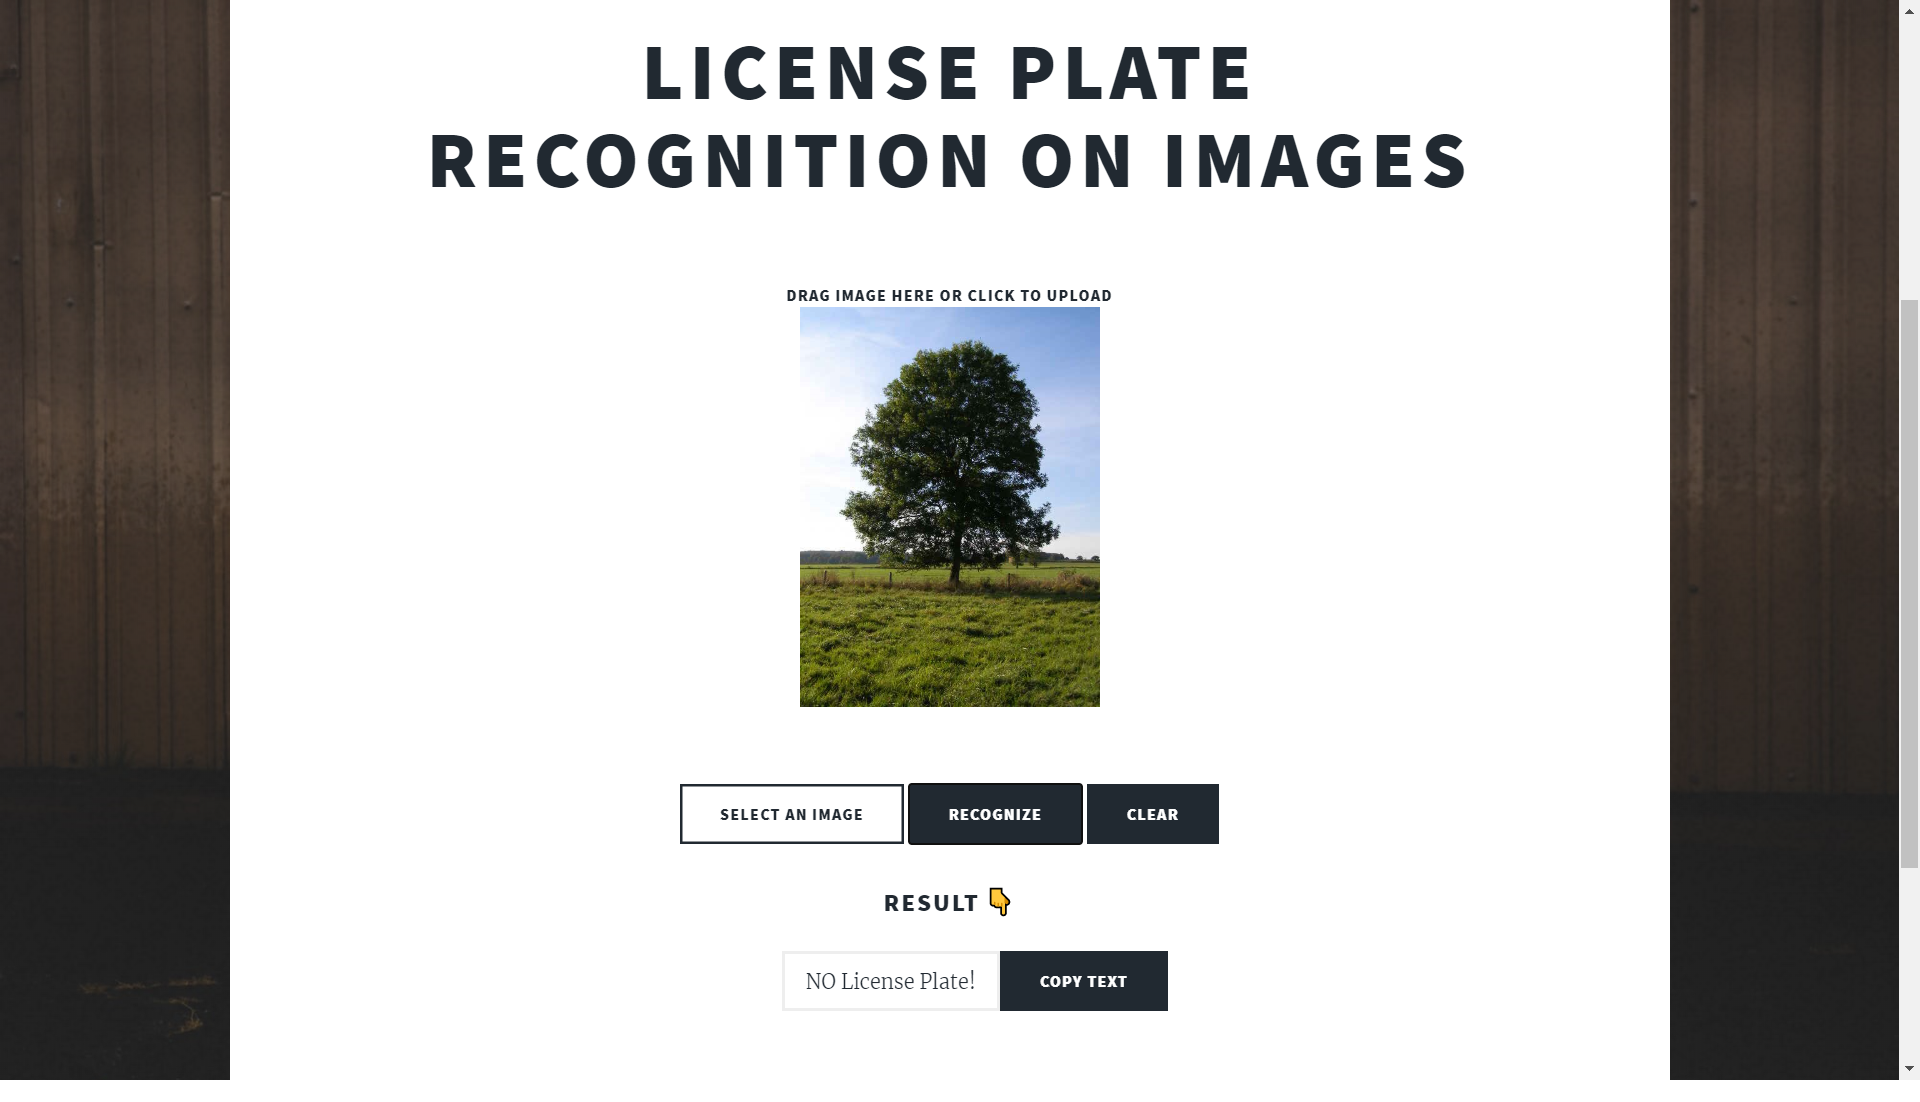 LICENSE PLATE
RECOGNITION ON IMAGES
DRAG IMAGE HERE OR CLICK TO UPLOAD
SELECT AN IMAGE
RECOGNIZE
CLEAR
RESULT 👇
NO License Plate!
COPY TEXT